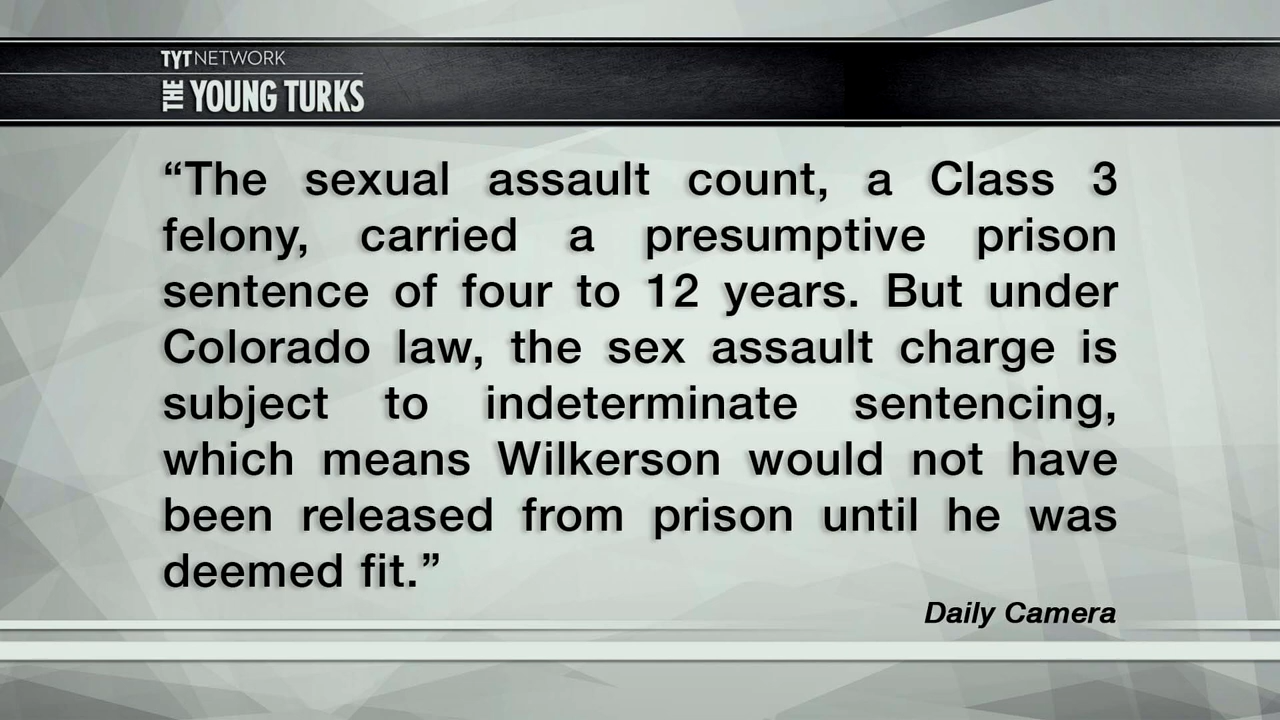 TYT NETWORK
THE YOUNG TURKS
“The sexual assault count, a Class 3
felony, carried a presumptive prison
sentence of four to 12 years. But under
Colorado law, the sex assault charge is
subject to indeterminate sentencing,
which means Wilkerson would not have
been released from prison until he was
deemed fit.”
Daily Camera